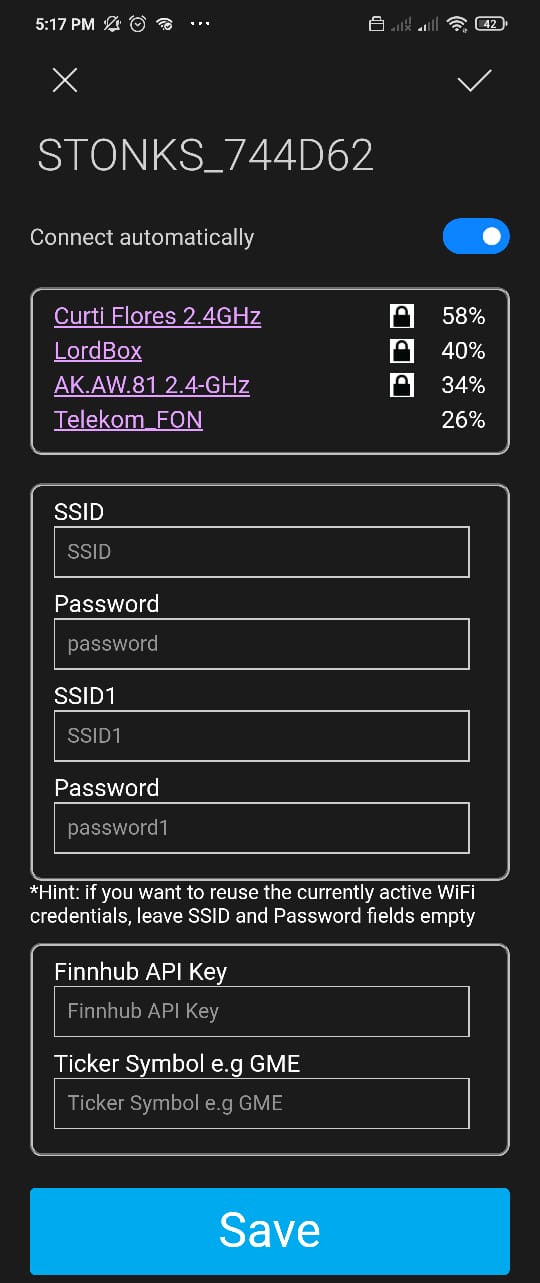 5:17 PM 42
STONKS_744D62
Connect automatically
Curti Flores 2.4GHz 58%
LordBox 40%
AK.AW.81 2.4-GHz 34%
Telekom_FON 26%
SSID
SSID
Password
password
SSID1
SSID1
Password
password1
*Hint: if you want to reuse the currently active WiFi
credentials, leave SSID and Password fields empty
Finnhub API Key
Finnhub API Key
Ticker Symbol e.g GME
Ticker Symbol e.g GME
Save